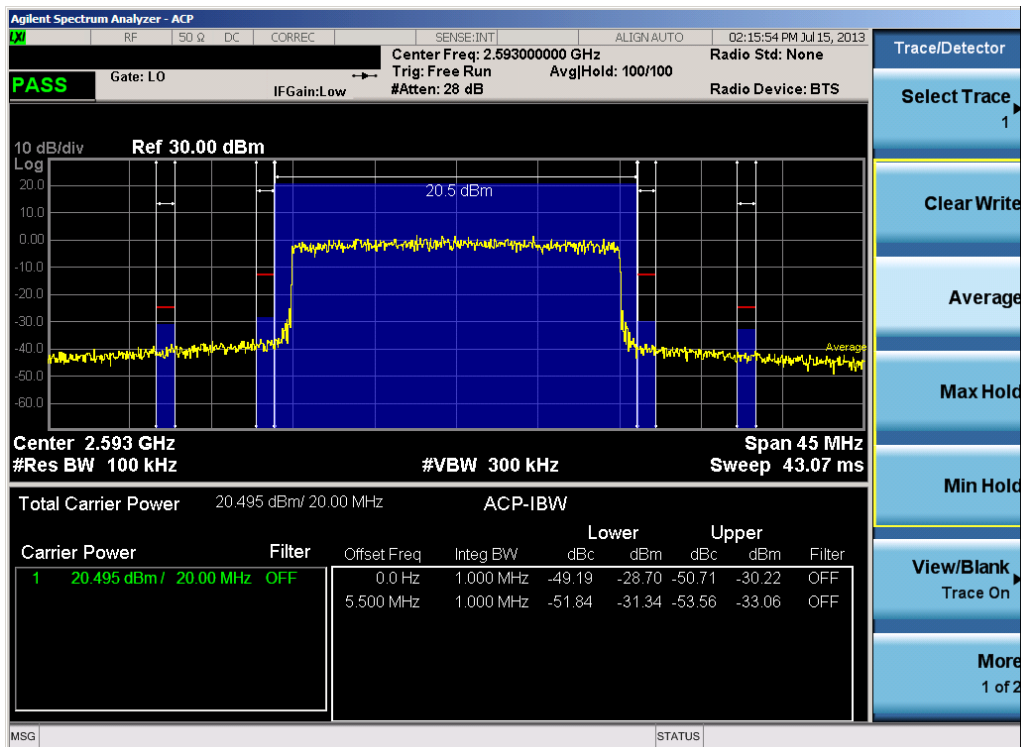 Agilent Spectrum Analyzer - ACP
LXI RF 50 Ω DC CORREC SENSE:INT ALIGN AUTO 02:15:54 PM Jul 15, 2013
Center Freq: 2.593000000 GHz Radio Std: None
Trig: Free Run Avg|Hold: 100/100
PASS Gate: LO
IFGain:Low #Atten: 28 dB Radio Device: BTS
10 dB/div Ref 30.00 dBm
Log
20.0
10.0
0.00
-10.0
-20.0
-30.0
-40.0
-50.0
-60.0
20.5 dBm
Average
Center 2.593 GHz Span 45 MHz
#Res BW 100 kHz #VBW 300 kHz Sweep 43.07 ms
Total Carrier Power 20.495 dBm/ 20.00 MHz ACP-IBW
Lower Upper
Carrier Power Filter Offset Freq Integ BW dBc dBm dBc dBm Filter
1 20.495 dBm / 20.00 MHz OFF 0.0 Hz 1.000 MHz -49.19 -28.70 -50.71 -30.22 OFF
5.500 MHz 1.000 MHz -51.84 -31.34 -53.56 -33.06 OFF
MSG STATUS
Trace/Detector
Select Trace
1
Clear Write
Average
Max Hold
Min Hold
View/Blank
Trace On
More
1 of 2